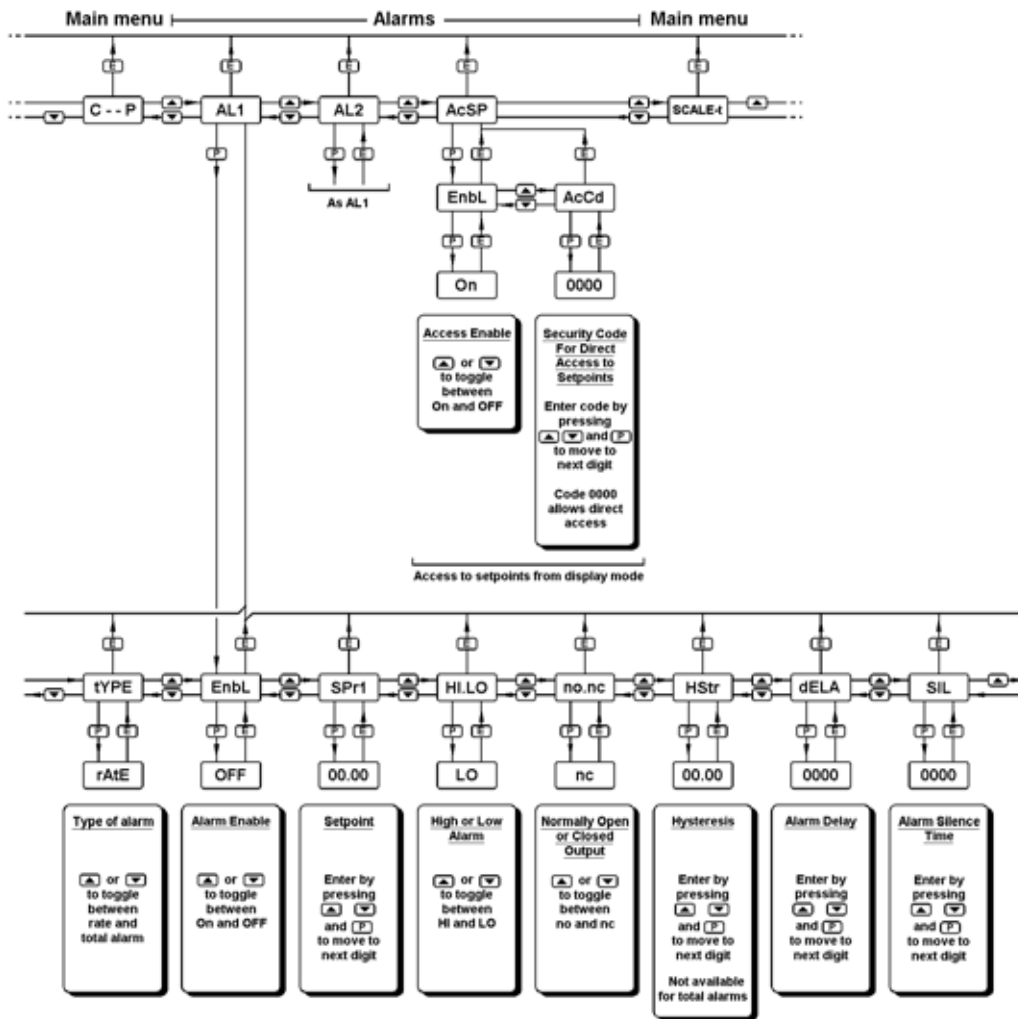 Main menu Alarms Main menu
E E E E E
C - - P AL1 AL2 AcSP SCALE-t
P P E P E E
As AL1
EnbL AcCd
P E P E
On 0000
Access Enable
▲ or ▼
to toggle
between
On and OFF
Security Code
For Direct
Access to
Setpoints
Enter code by
pressing
▲ ▼ and P
to move to
next digit
Code 0000
allows direct
access
Access to setpoints from display mode
E E E E E E E E
tYPE EnbL SPr1 HI.LO no.nc HStr dELA SIL
P E P E P E P E P E P E P E P E
rAtE OFF 00.00 LO nc 00.00 0000 0000
Type of alarm
▲ or ▼
to toggle
between
rate and
total alarm
Alarm Enable
▲ or ▼
to toggle
between
On and OFF
Setpoint
Enter by
pressing
▲ ▼
and P
to move to
next digit
High or Low
Alarm
▲ or ▼
to toggle
between
HI and LO
Normally Open
or Closed
Output
▲ or ▼
to toggle
between
no and nc
Hysteresis
Enter by
pressing
▲ ▼
and P
to move to
next digit
Not available
for total alarms
Alarm Delay
Enter by
pressing
▲ ▼
and P
to move to
next digit
Alarm Silence
Time
Enter by
pressing
▲ ▼
and P
to move to
next digit